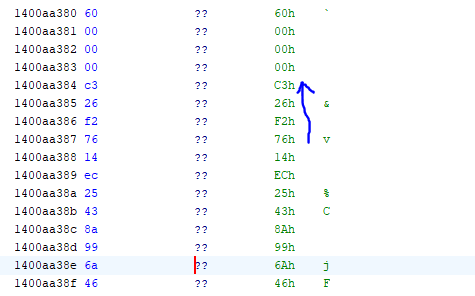 1400aa380 60 ?? 60h `
1400aa381 00 ?? 00h
1400aa382 00 ?? 00h
1400aa383 00 ?? 00h
1400aa384 c3 ?? C3h
1400aa385 26 ?? 26h &
1400aa386 f2 ?? F2h
1400aa387 76 ?? 76h v
1400aa388 14 ?? 14h
1400aa389 ec ?? ECh
1400aa38a 25 ?? 25h %
1400aa38b 43 ?? 43h C
1400aa38c 8a ?? 8Ah
1400aa38d 99 ?? 99h
1400aa38e 6a ?? 6Ah j
1400aa38f 46 ?? 46h F